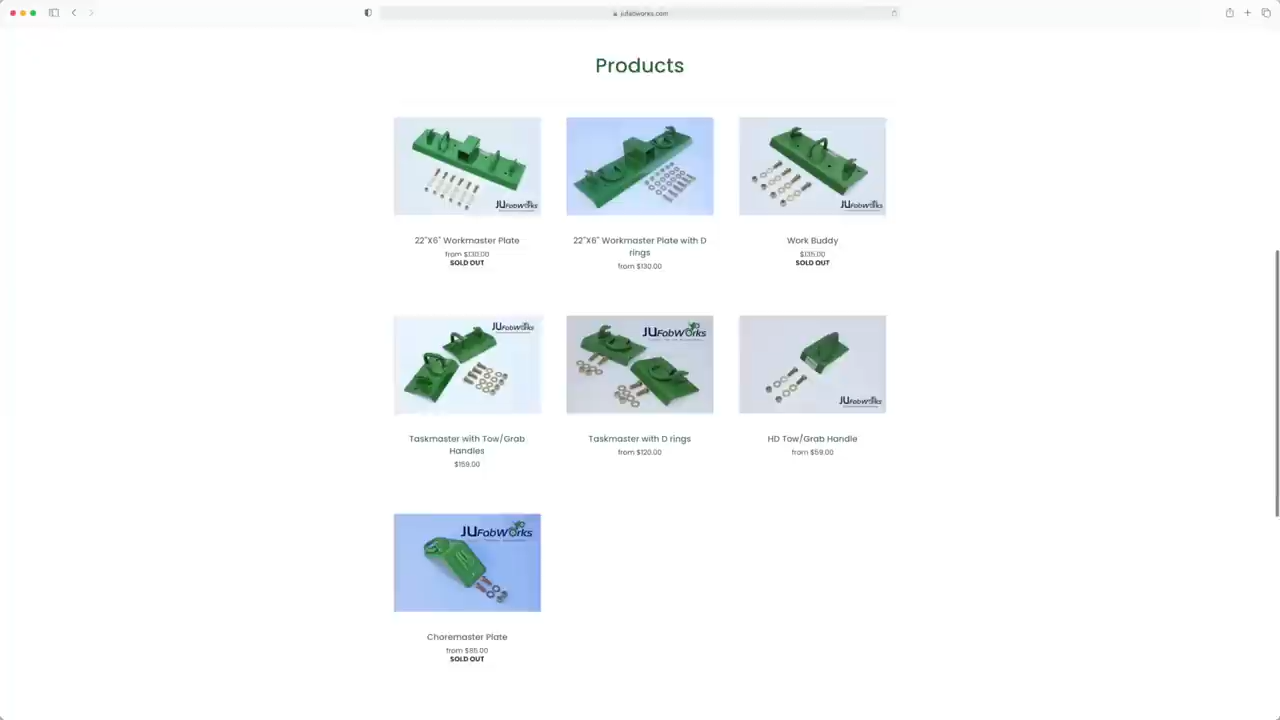 jufabworks.com
Products
JUFabWorks
JUFabWorks
JUFabWorks
22"X6" Workmaster Plate
from $130.00
SOLD OUT
22"X6" Workmaster Plate with D
rings
from $130.00
Work Buddy
$135.00
SOLD OUT
JUFabWorks
JUFabWorks
JUFabWorks
Taskmaster with Tow/Grab
Handles
$159.00
Taskmaster with D rings
from $120.00
HD Tow/Grab Handle
from $59.00
JUFabWorks
Choremaster Plate
from $85.00
SOLD OUT